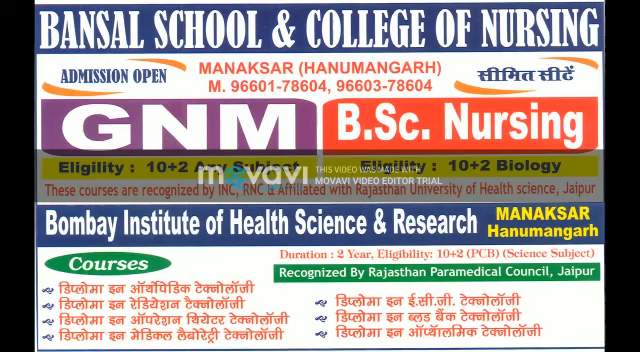 BANSAL SCHOOL & COLLEGE OF NURSING
ADMISSION OPEN
MANAKSAR (HANUMANGARH)
M. 96601-78604, 96603-78604
सीमित सीटें
GNM
B.Sc. Nursing
Eligility : 10+2 Any Subject
Eligility : 10+2 Biology
movavi
THIS VIDEO WAS MADE WITH
MOVAVI VIDEO EDITOR TRIAL
These courses are recognized by INC, RNC & Affiliated with Rajasthan University of Health science, Jaipur
Bombay Institute of Health Science & Research
MANAKSAR
Hanumangarh
Duration : 2 Year, Eligibility: 10+2 (PCB) (Science Subject)
Courses
Recognized By Rajasthan Paramedical Council, Jaipur
डिप्लोमा इन ऑर्थोपिडिक टेक्नोलॉजी
डिप्लोमा इन रेडियेशन टैक्नोलॉजी
डिप्लोमा इन ऑपरेशन थियेटर टेक्नोलॉजी
डिप्लोमा इन मेडिकल लैबोरेट्री टेक्नोलॉजी
डिप्लोमा इन ई.सी.जी. टेक्नोलॉजी
डिप्लोमा इन ब्लड बैंक टेक्नोलॉजी
डिप्लोमा इन ऑप्थैलमिक टेक्नोलॉजी